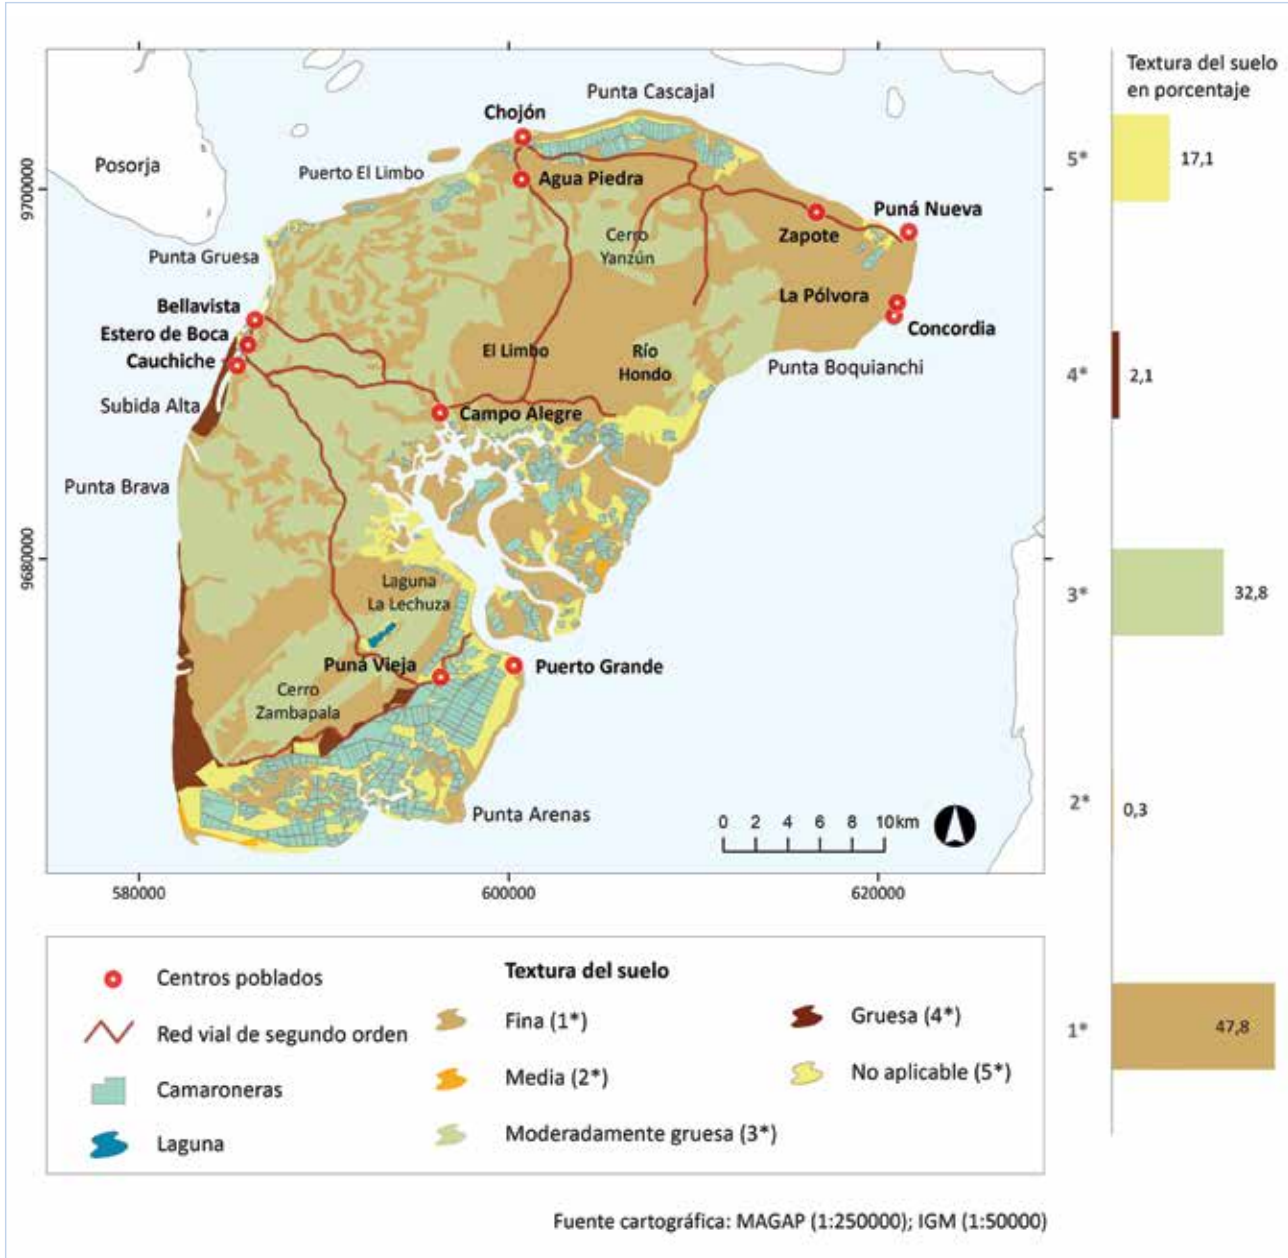 Textura del suelo
en porcentaje
5*
17,1
4*
2,1
3*
32,8
2*
0,3
1*
47,8
9700000
9680000
580000
600000
620000
Posorja
Punta Cascajal
Chojón
Puerto El Limbo
Agua Piedra
Puná Nueva
Zapote
Cerro
Yanzún
Punta Gruesa
La Pólvora
Bellavista
Concordia
Estero de Boca
Cauchiche
El Limbo
Río
Hondo
Punta Boquianchi
Subida Alta
Campo Alegre
Punta Brava
Laguna
La Lechuza
Puná Vieja
Puerto Grande
Cerro
Zambapala
Punta Arenas
0 2 4 6 8 10 km
Centros poblados
Red vial de segundo orden
Camaroneras
Laguna
Textura del suelo
Fina (1*)
Media (2*)
Moderadamente gruesa (3*)
Gruesa (4*)
No aplicable (5*)
Fuente cartográfica: MAGAP (1:250000); IGM (1:50000)